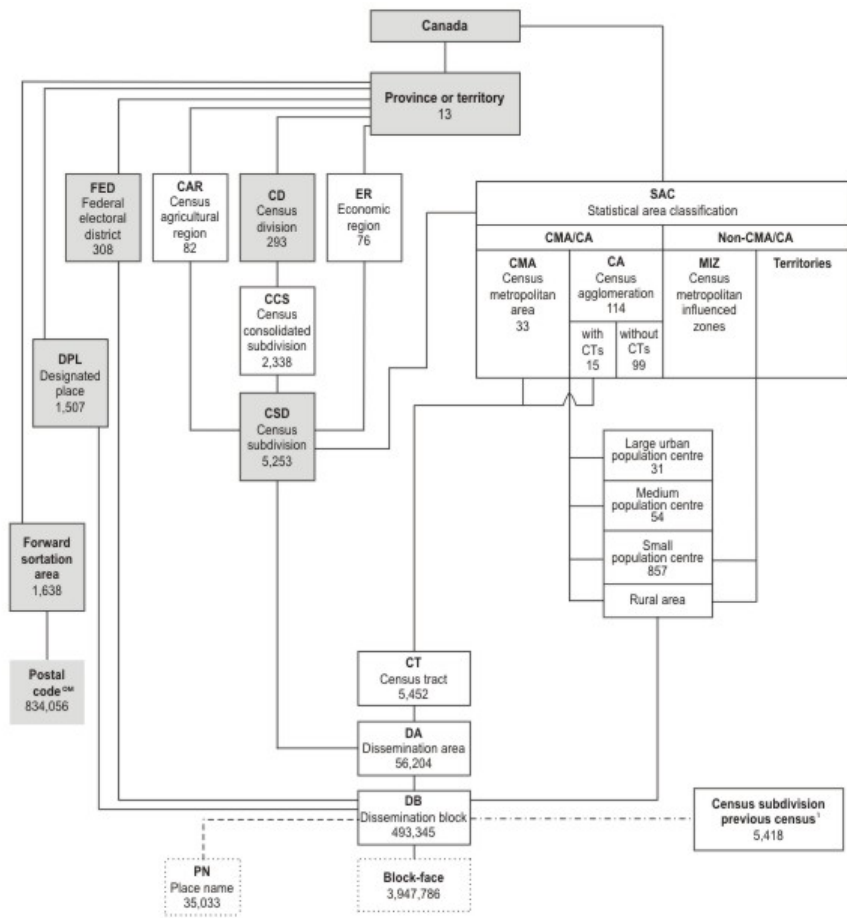 Canada
Province or territory
13
FED
Federal
electoral
district
308
CAR
Census
agricultural
region
82
CD
Census
division
293
ER
Economic
region
76
SAC
Statistical area classification
CMA/CA
Non-CMA/CA
CMA
Census
metropolitan
area
33
CA
Census
agglomeration
114
with
CTs
15
without
CTs
99
MIZ
Census
metropolitan
influenced
zones
Territories
CCS
Census
consolidated
subdivision
2,338
DPL
Designated
place
1,507
CSD
Census
subdivision
5,253
Large urban
population centre
31
Medium
population centre
54
Small
population centre
857
Rural area
Forward
sortation
area
1,638
Postal
code OM
834,056
CT
Census tract
5,452
DA
Dissemination area
56,204
DB
Dissemination block
493,345
Census subdivision
previous census¹
5,418
PN
Place name
35,033
Block-face
3,947,786